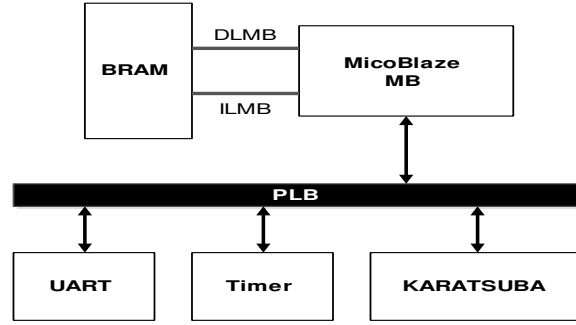 DLMB
BRAM
MicoBlaze
MB
ILMB
PLB
UART
Timer
KARATSUBA